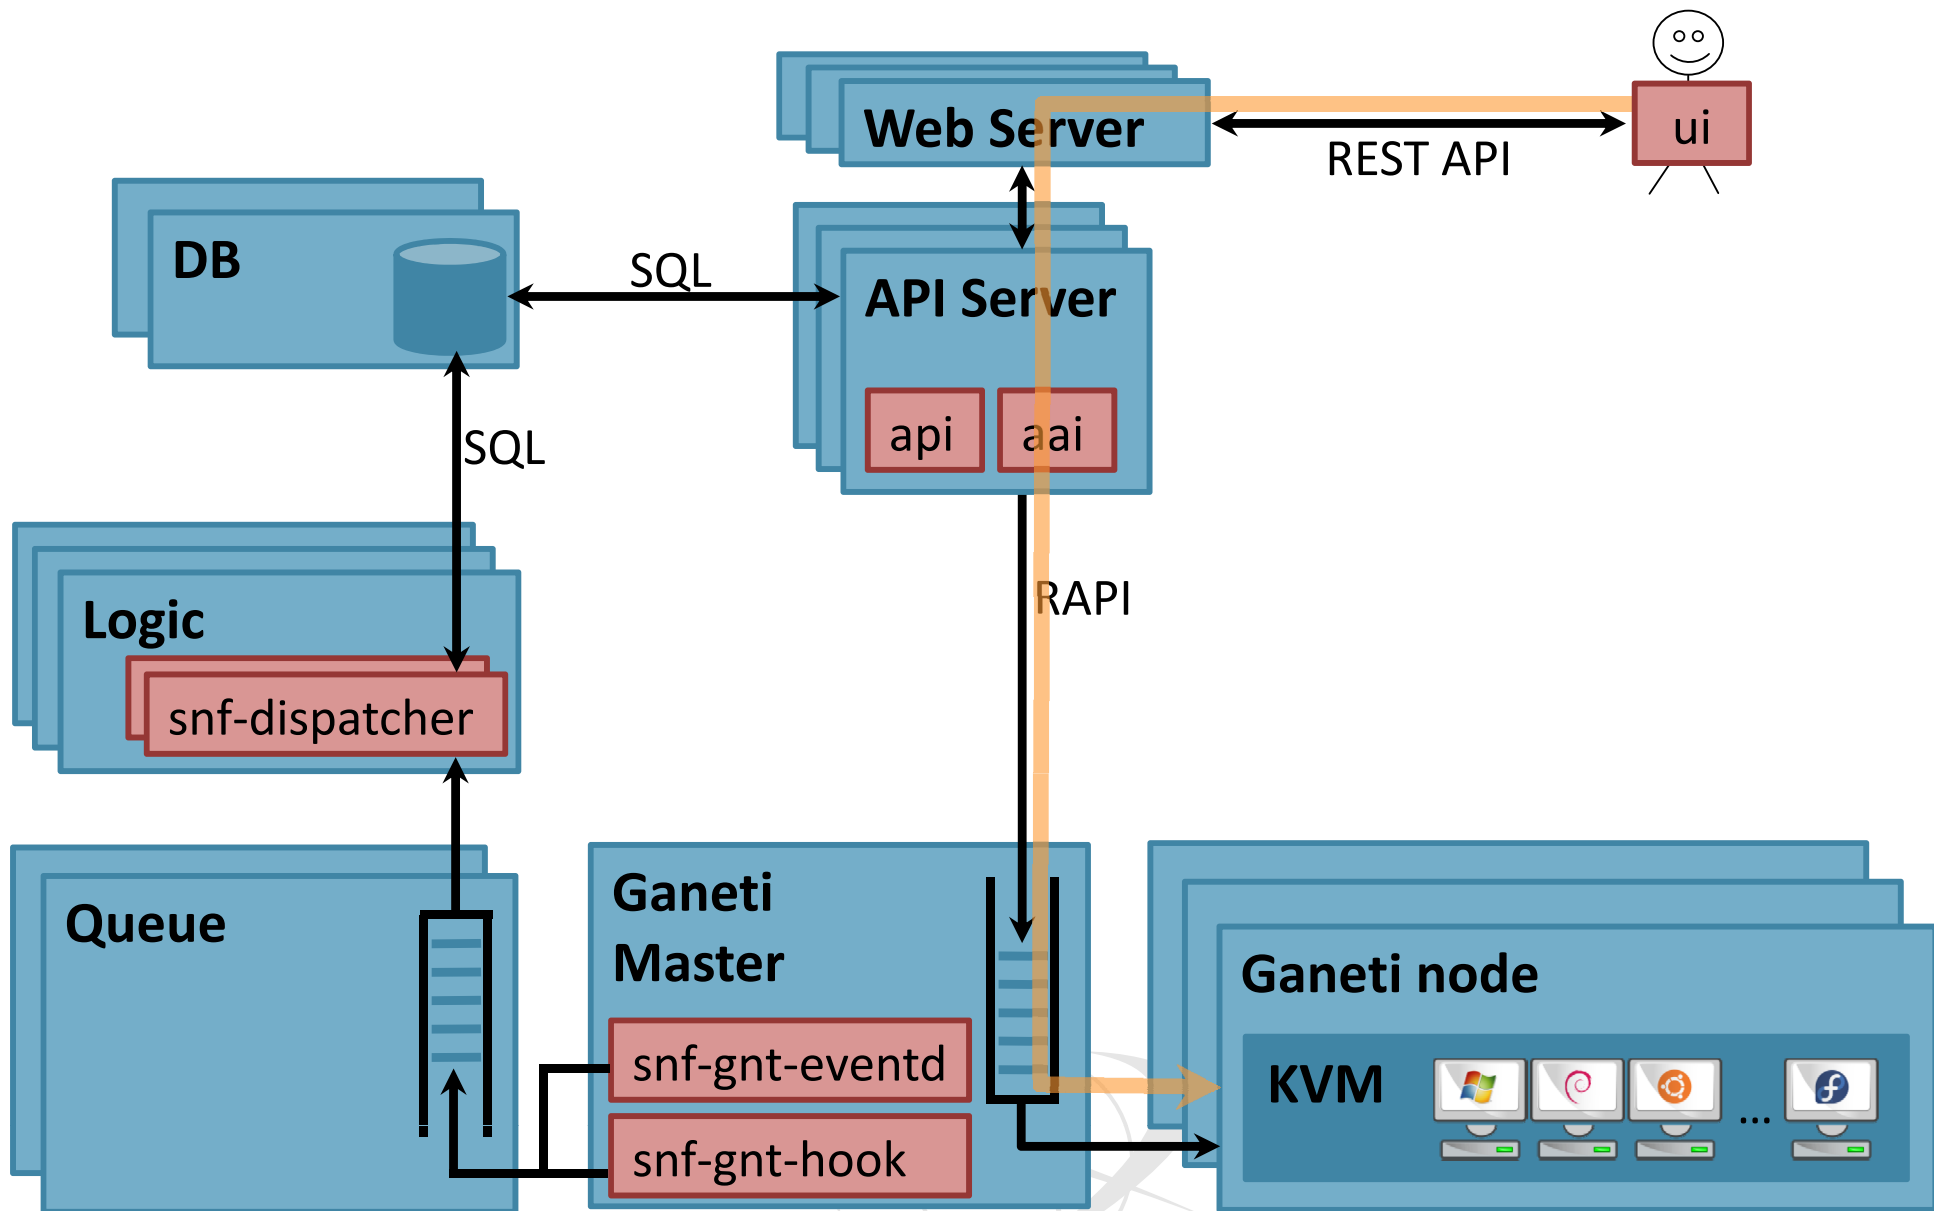 Web Server
ui
REST API
DB
SQL
API Server
api
aai
SQL
Logic
RAPI
snf-dispatcher
Queue
Ganeti
Master
Ganeti node
snf-gnt-eventd
KVM
...
snf-gnt-hook